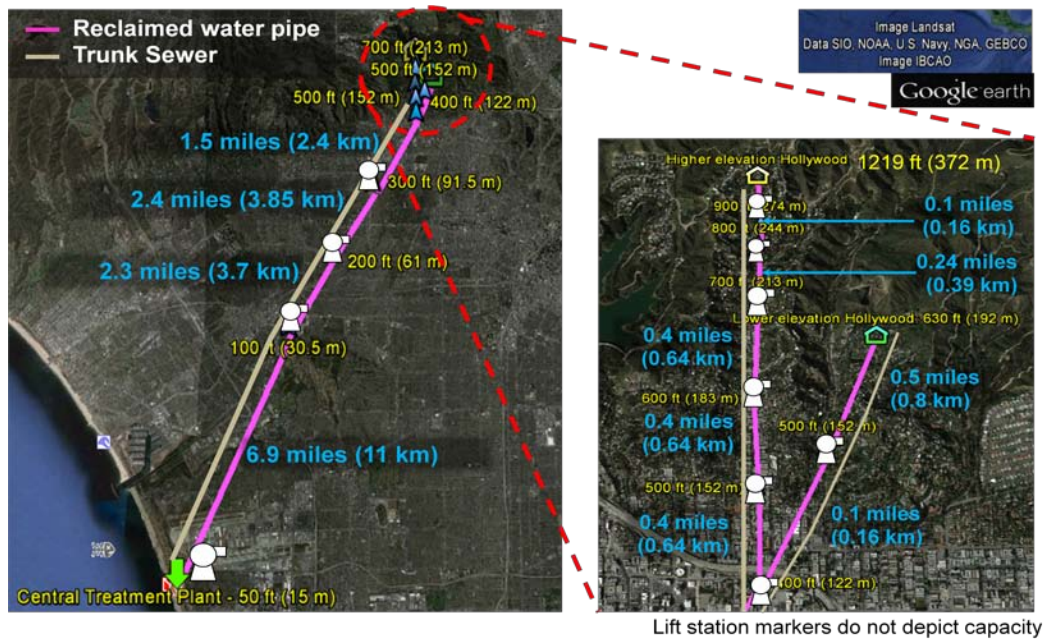 Reclaimed water pipe
Trunk Sewer
700 ft (213 m)
500 ft (152 m)
500 ft (152 m)
400 ft (122 m)
1.5 miles (2.4 km)
300 ft (91.5 m)
2.4 miles (3.85 km)
200 ft (61 m)
2.3 miles (3.7 km)
100 ft (30.5 m)
6.9 miles (11 km)
Central Treatment Plant - 50 ft (15 m)
Image Landsat
Data SIO, NOAA, U.S. Navy, NGA, GEBCO
Image IBCAO
Google earth
Higher elevation Hollywood 1219 ft (372 m)
900 ft (274 m)
0.1 miles
(0.16 km)
800 ft (244 m)
0.24 miles
(0.39 km)
700 ft (213 m)
Lower elevation Hollywood 630 ft (192 m)
0.4 miles
(0.64 km)
0.5 miles
(0.8 km)
600 ft (183 m)
0.4 miles
(0.64 km)
500 ft (152 m)
500 ft (152 m)
0.4 miles
(0.64 km)
0.1 miles
(0.16 km)
400 ft (122 m)
Lift station markers do not depict capacity